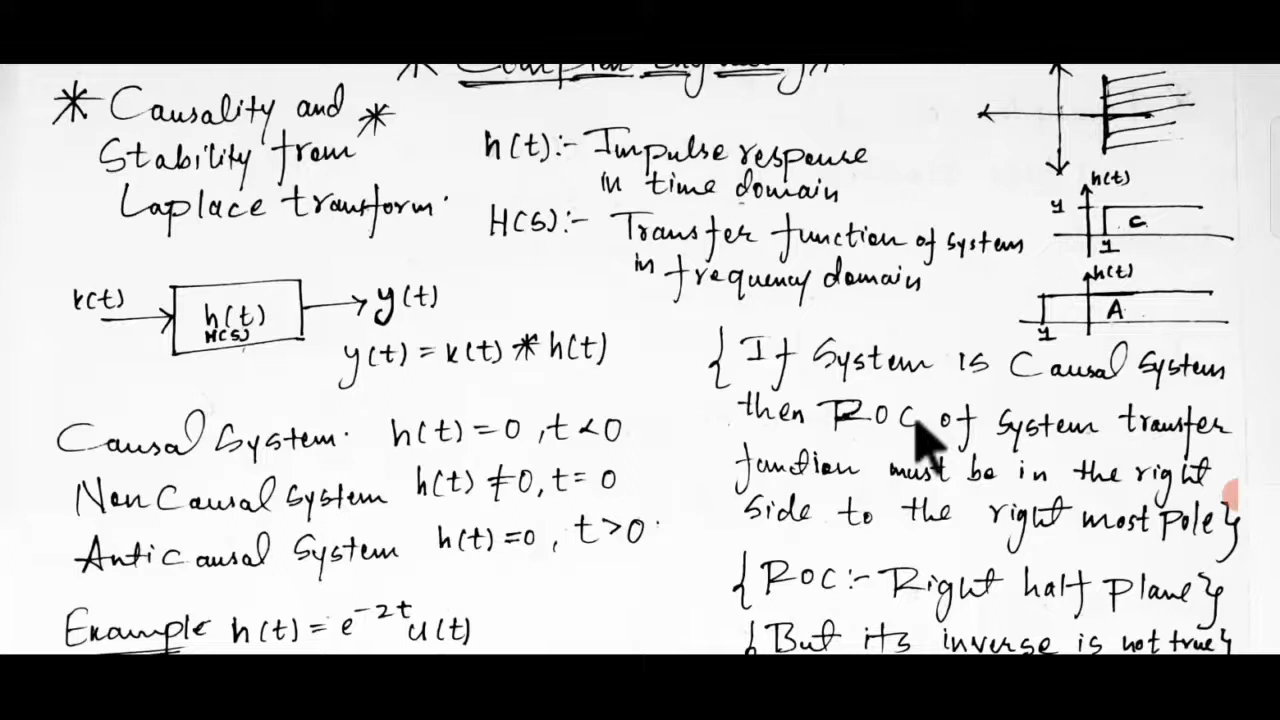 * Causality and *
Stability from
Laplace transform.
h(t):- Impulse response
in time domain
H(S):- Transfer function of system
in frequency domain
h(t)
1
C
1
h(t)
A
1
x(t)
h(t)
H(S)
y(t)
y(t) = x(t) * h(t)
Causal System. h(t) = 0 , t < 0
Non Causal System h(t) ≠ 0, t = 0
Anti causal System h(t) = 0 , t > 0.
Example h(t) = e^-2t u(t)
{ If System is Causal System
then ROC of System transfer
function must be in the right
side to the right most Pole}
{ ROC:- Right half Plane}
{ But its inverse is not true}